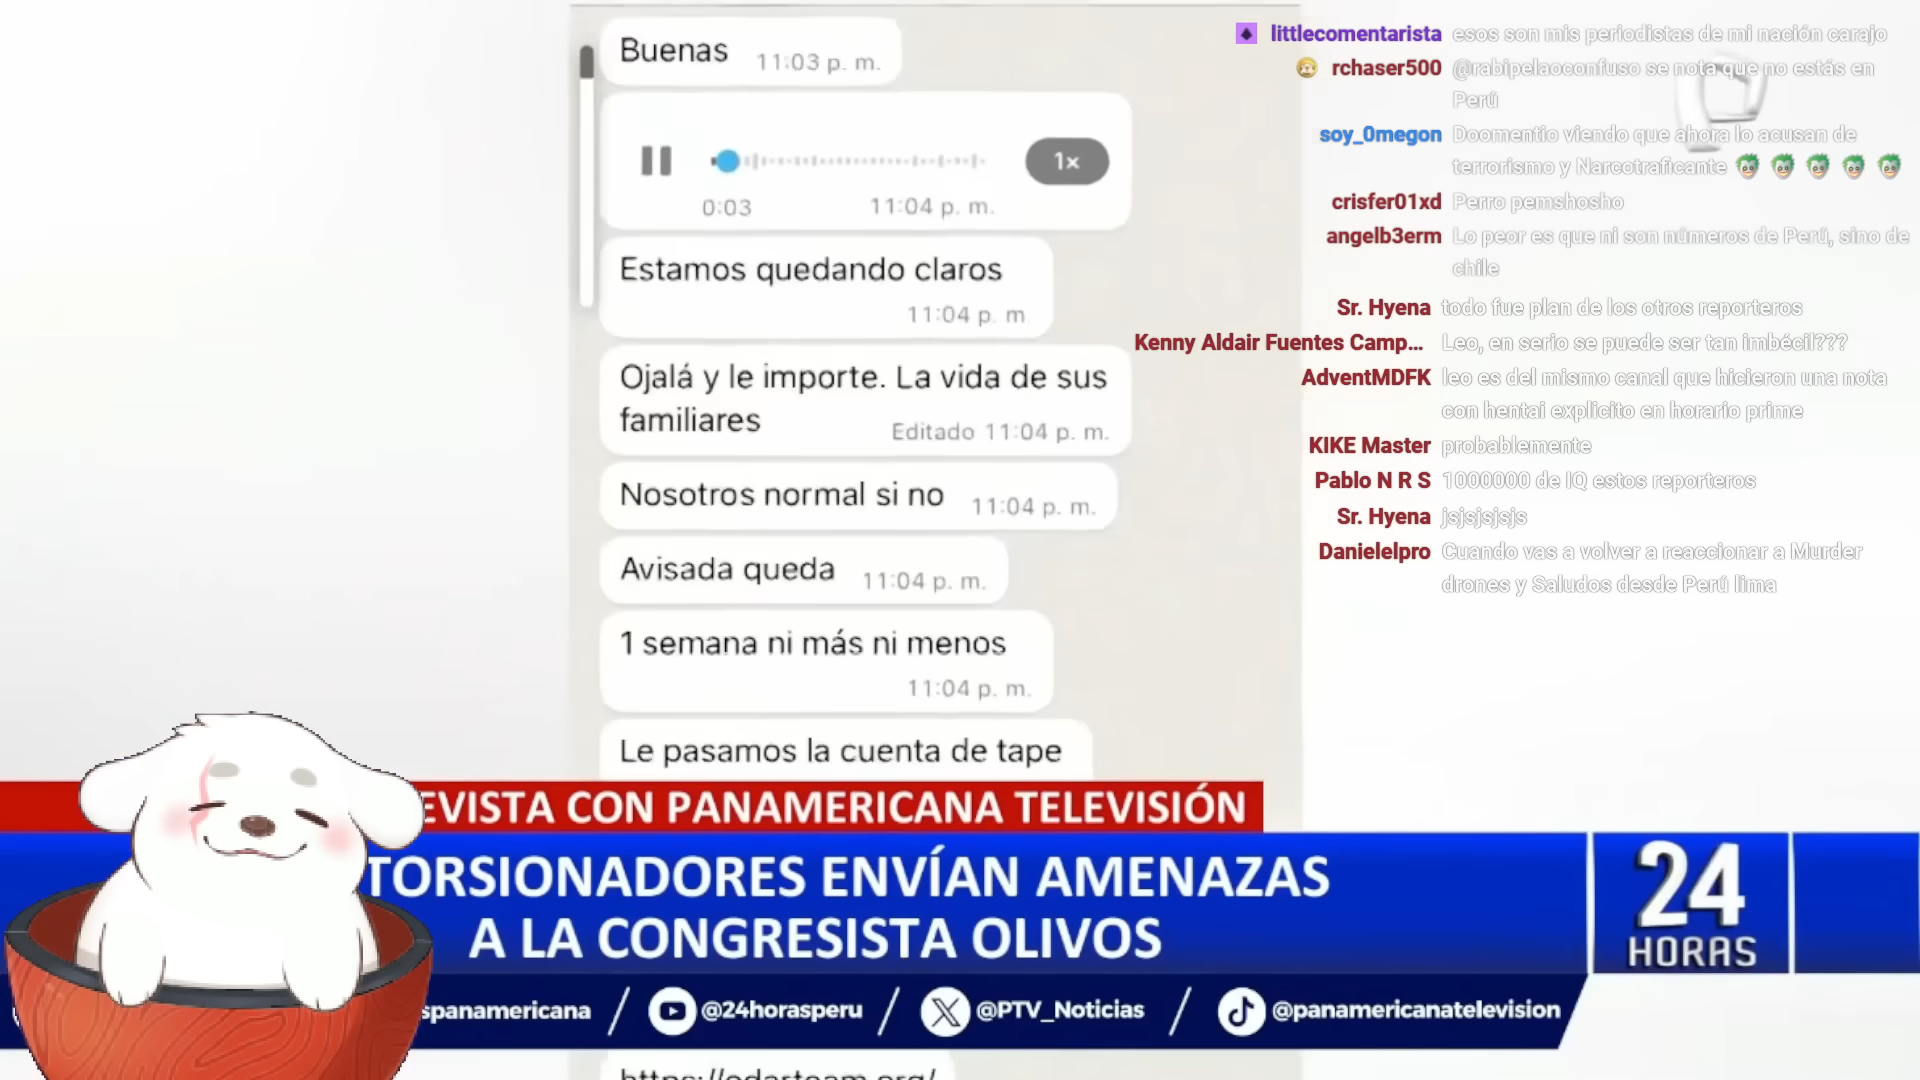 Buenas 11:03 p. m.
1x
0:03 11:04 p. m.
Estamos quedando claros
11:04 p. m
Ojalá y le importe. La vida de sus
familiares Editado 11:04 p. m.
Nosotros normal si no 11:04 p. m.
Avisada queda 11:04 p. m.
1 semana ni más ni menos
11:04 p. m.
Le pasamos la cuenta de tape
littlecomentarista esos son mis periodistas de mi nación carajo
rchaser500 @rabipelaoconfuso se nota que no estás en
Perú
soy_0megon Doomentio viendo que ahora lo acusan de
terrorismo y Narcotraficante
crisfer01xd Perro pemshosho
angelb3erm Lo peor es que ni son números de Perú, sino de
chile
Sr. Hyena todo fue plan de los otros reporteros
Kenny Aldair Fuentes Camp... Leo, en serio se puede ser tan imbécil???
AdventMDFK leo es del mismo canal que hicieron una nota
con hentai explicito en horario prime
KIKE Master probablemente
Pablo N R S 1000000 de IQ estos reporteros
Sr. Hyena jsjsjsjsjs
Danielelpro Cuando vas a volver a reaccionar a Murder
drones y Saludos desde Perú lima
EVISTA CON PANAMERICANA TELEVISIÓN
TORSIONADORES ENVÍAN AMENAZAS
A LA CONGRESISTA OLIVOS
24
HORAS
spanamericana / @24horasperu / @PTV_Noticias / @panamericanatelevision